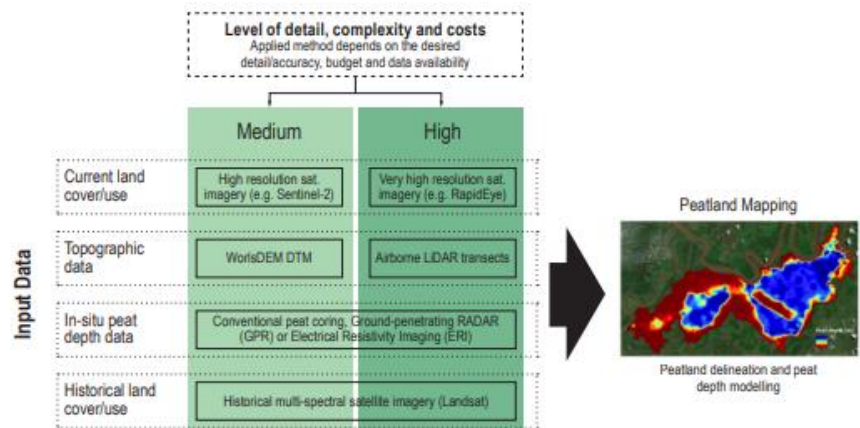 Level of detail, complexity and costs
Applied method depends on the desired
detail/accuracy, budget and data availability
Medium
High
Input Data
Current land
cover/use
High resolution sat.
imagery (e.g. Sentinel-2)
Very high resolution sat.
imagery (e.g. RapidEye)
Topographic
data
WorlsDEM DTM
Airborne LiDAR transects
In-situ peat
depth data
Conventional peat coring, Ground-penetrating RADAR
(GPR) or Electrical Resistivity Imaging (ERI)
Historical land
cover/use
Historical multi-spectral satellite imagery (Landsat)
Peatland Mapping
Peatland delineation and peat
depth modelling